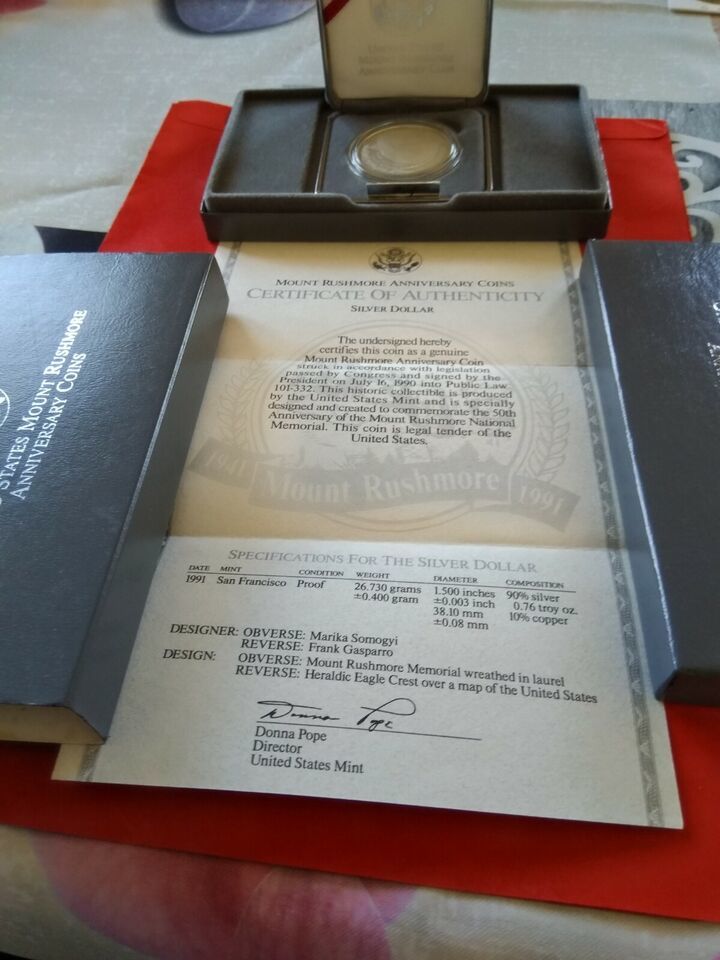 UNITED STATES
MOUNT RUSHMORE
ANNIVERSARY COIN
STATES MOUNT RUSHMORE
ANNIVERSARY COINS
MOUNT RUSHMORE ANNIVERSARY COINS
CERTIFICATE OF AUTHENTICITY
SILVER DOLLAR
The undersigned hereby
certifies this coin as a genuine
Mount Rushmore Anniversary Coin
struck in accordance with legislation
passed by Congress and signed by the
President on July 16, 1990 into Public Law
101-332. This historic collectible is produced
by the United States Mint and is specially
designed and created to commemorate the 50th
Anniversary of the Mount Rushmore National
Memorial. This coin is legal tender of the
United States.
1941 Mount Rushmore 1991
SPECIFICATIONS FOR THE SILVER DOLLAR
DATE MINT CONDITION WEIGHT DIAMETER COMPOSITION
1991 San Francisco Proof 26.730 grams 1.500 inches 90% silver
±0.400 gram ±0.003 inch 0.76 troy oz.
38.10 mm 10% copper
±0.08 mm
DESIGNER: OBVERSE: Marika Somogyi
REVERSE: Frank Gasparro
DESIGN: OBVERSE: Mount Rushmore Memorial wreathed in laurel
REVERSE: Heraldic Eagle Crest over a map of the United States
Donna Pope
Donna Pope
Director
United States Mint